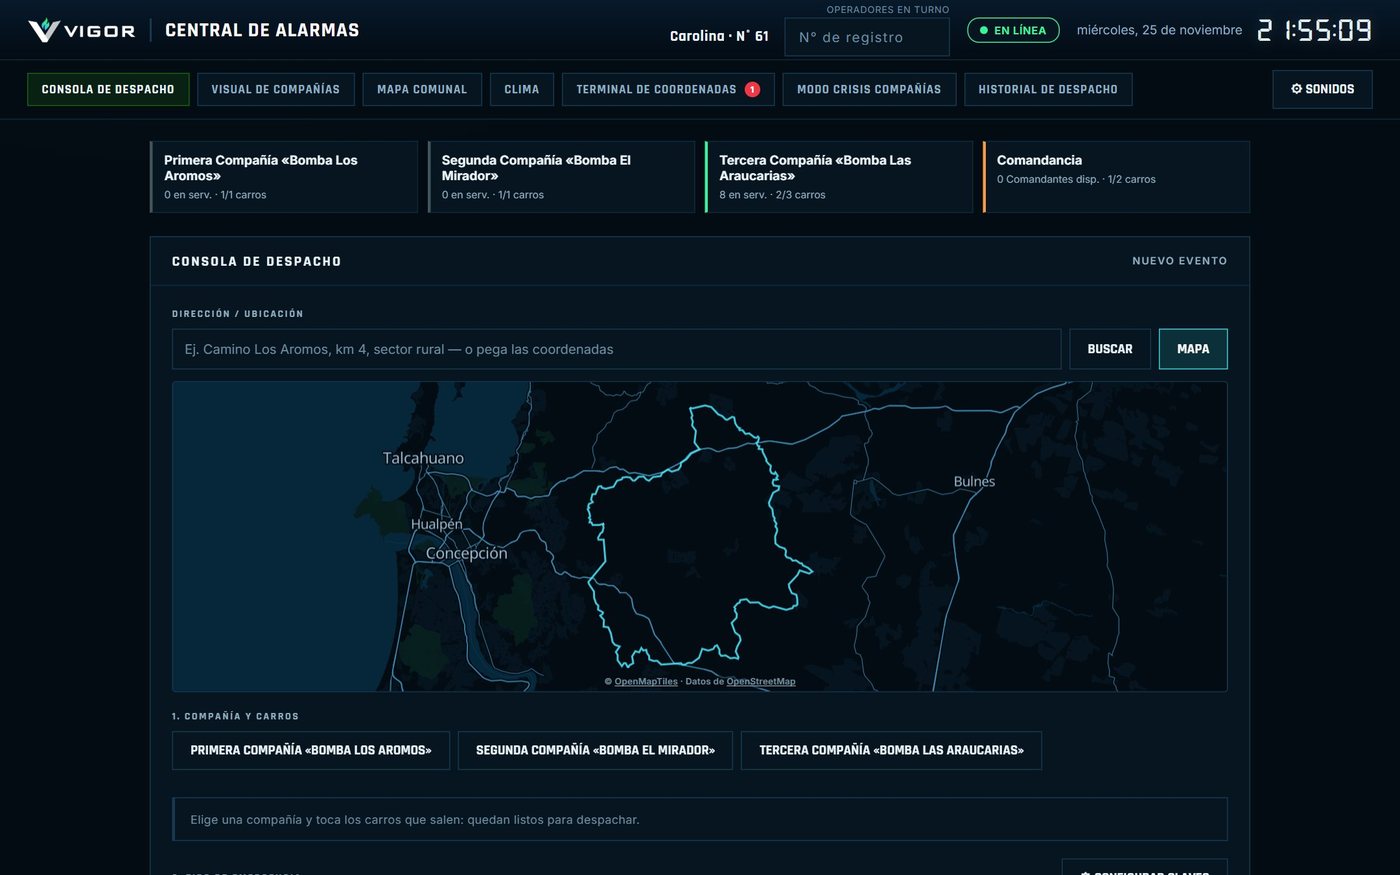 OPERADORES EN TURNO
VIGOR CENTRAL DE ALARMAS
Carolina · N° 61
N° de registro
EN LÍNEA
miércoles, 25 de noviembre
21:55:09
CONSOLA DE DESPACHO
VISUAL DE COMPAÑÍAS
MAPA COMUNAL
CLIMA
TERMINAL DE COORDENADAS 1
MODO CRISIS COMPAÑÍAS
HISTORIAL DE DESPACHO
⚙ SONIDOS
Primera Compañía «Bomba Los
Aromos»
0 en serv. · 1/1 carros
Segunda Compañía «Bomba El
Mirador»
0 en serv. · 1/1 carros
Tercera Compañía «Bomba Las
Araucarias»
8 en serv. · 2/3 carros
Comandancia
0 Comandantes disp. · 1/2 carros
CONSOLA DE DESPACHO
NUEVO EVENTO
DIRECCIÓN / UBICACIÓN
Ej. Camino Los Aromos, km 4, sector rural — o pega las coordenadas
BUSCAR
MAPA
Talcahuano
Bulnes
Hualpén
Concepción
© OpenMapTiles · Datos de OpenStreetMap
1. COMPAÑÍA Y CARROS
PRIMERA COMPAÑÍA «BOMBA LOS AROMOS»
SEGUNDA COMPAÑÍA «BOMBA EL MIRADOR»
TERCERA COMPAÑÍA «BOMBA LAS ARAUCARIAS»
Elige una compañía y toca los carros que salen: quedan listos para despachar.